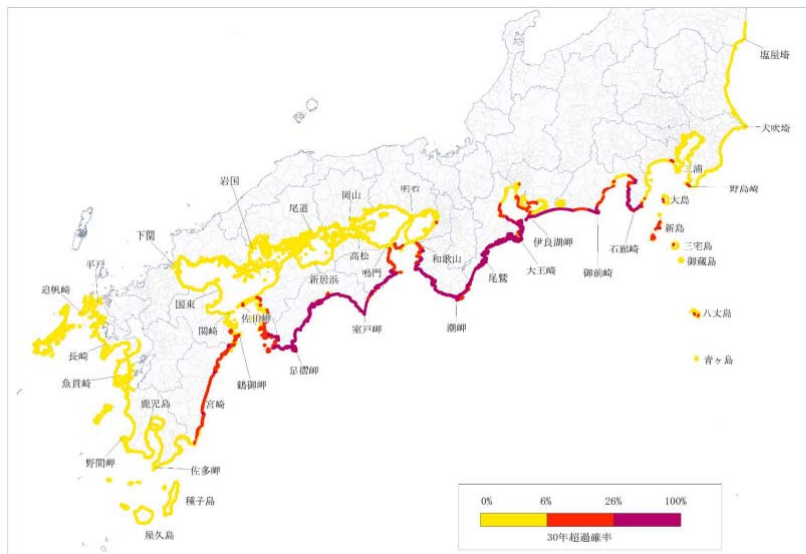 塩屋埼
犬吠埼
三浦
野島崎
大島
新島
三宅島
御蔵島
八丈島
青ヶ島
石廊崎
御前崎
伊良湖岬
大王崎
尾鷲
和歌山
潮岬
明石
岡山
尾道
岩国
高松
鳴門
新居浜
室戸岬
足摺岬
下関
国東
関崎
佐田岬
鶴御岬
宮崎
平戸
追帆崎
長崎
魚貫崎
鹿児島
野間岬
佐多岬
種子島
屋久島
0% 6% 26% 100%
30年超過確率